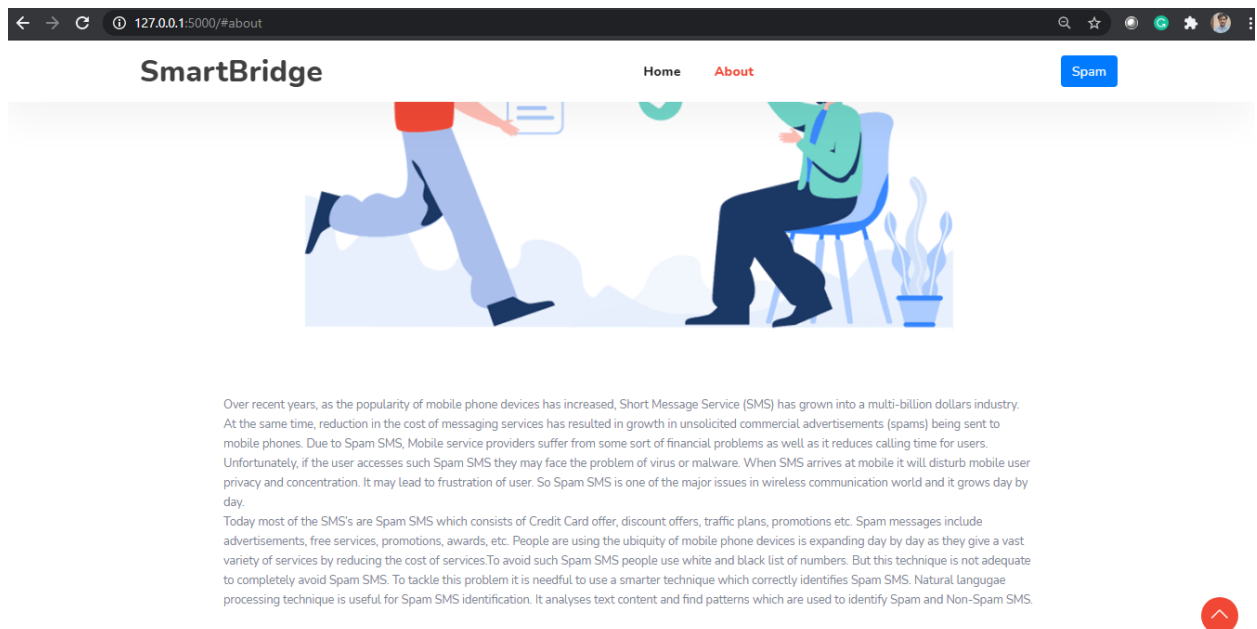 127.0.0.1:5000/#about
SmartBridge
Home
About
Spam
Over recent years, as the popularity of mobile phone devices has increased, Short Message Service (SMS) has grown into a multi-billion dollars industry.
At the same time, reduction in the cost of messaging services has resulted in growth in unsolicited commercial advertisements (spams) being sent to
mobile phones. Due to Spam SMS, Mobile service providers suffer from some sort of financial problems as well as it reduces calling time for users.
Unfortunately, if the user accesses such Spam SMS they may face the problem of virus or malware. When SMS arrives at mobile it will disturb mobile user
privacy and concentration. It may lead to frustration of user. So Spam SMS is one of the major issues in wireless communication world and it grows day by
day.
Today most of the SMS's are Spam SMS which consists of Credit Card offer, discount offers, traffic plans, promotions etc. Spam messages include
advertisements, free services, promotions, awards, etc. People are using the ubiquity of mobile phone devices is expanding day by day as they give a vast
variety of services by reducing the cost of services.To avoid such Spam SMS people use white and black list of numbers. But this technique is not adequate
to completely avoid Spam SMS. To tackle this problem it is needful to use a smarter technique which correctly identifies Spam SMS. Natural langugae
processing technique is useful for Spam SMS identification. It analyses text content and find patterns which are used to identify Spam and Non-Spam SMS.